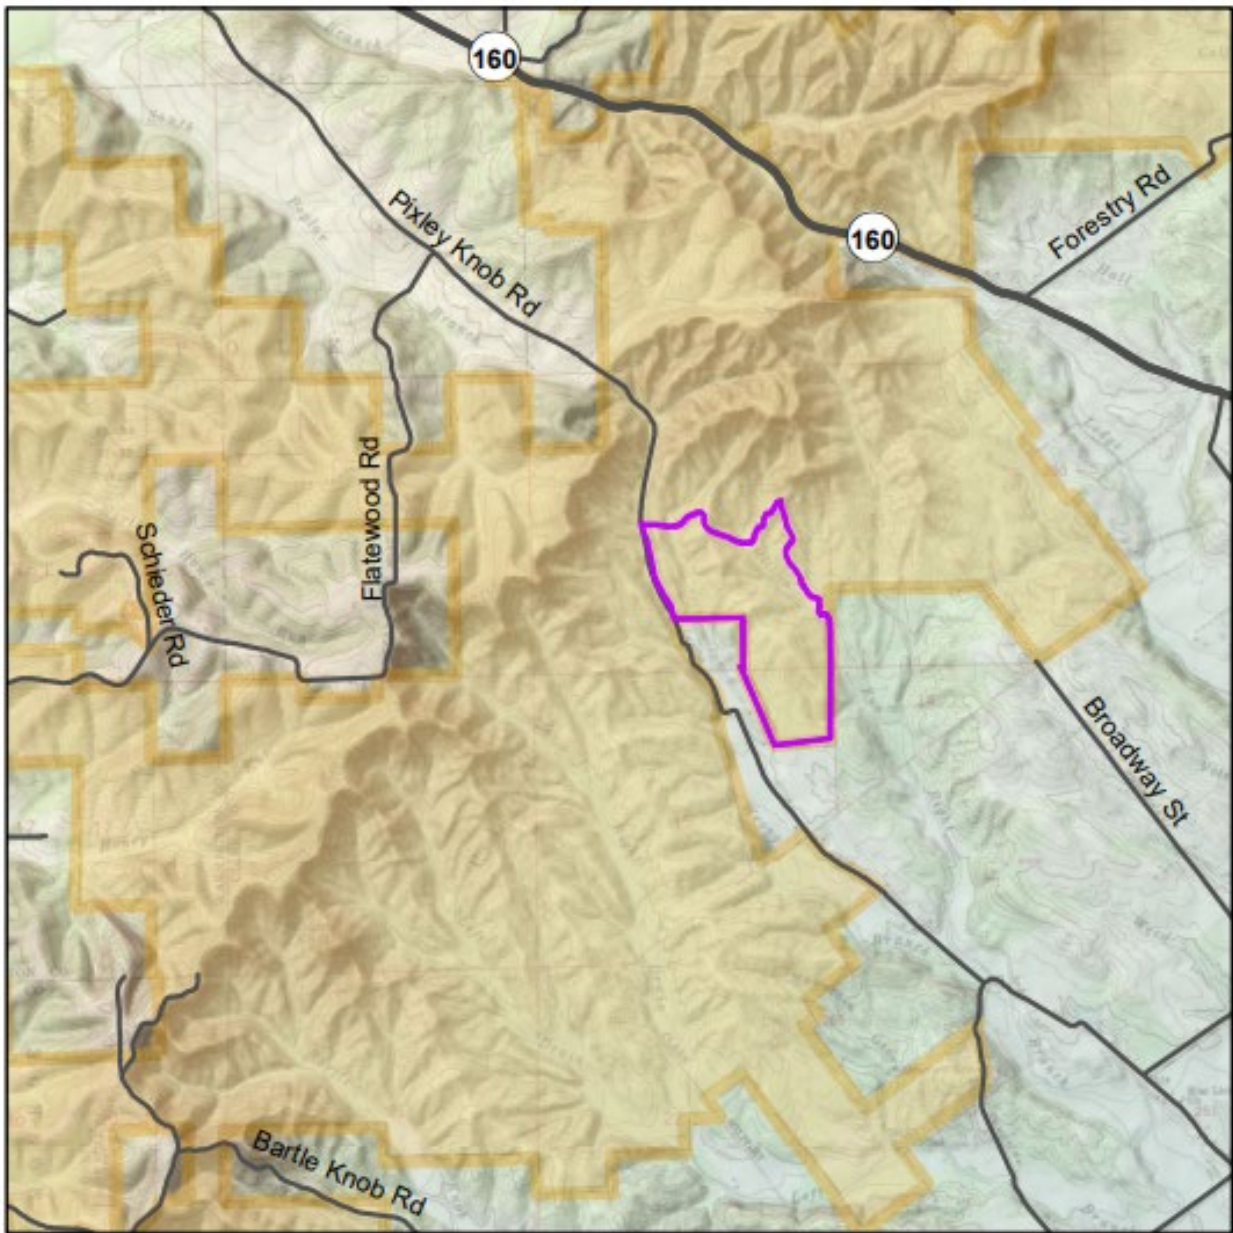 160
160
Forestry Rd
Pixley Knob Rd
Flatewood Rd
Schieder Rd
Broadway St
Bartle Knob Rd